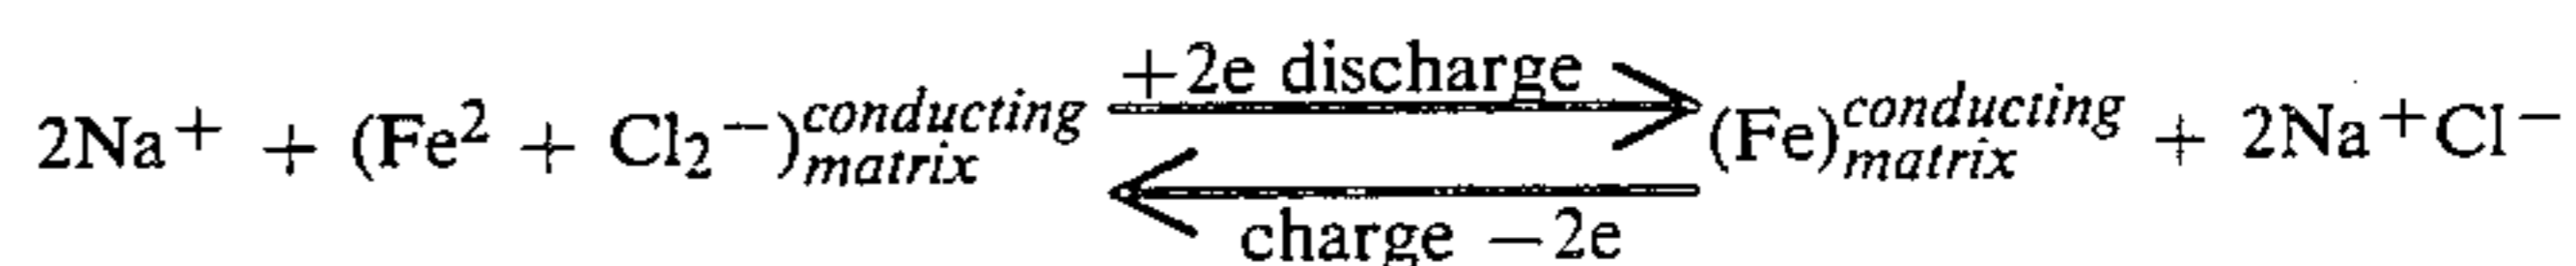 +2e discharge
2Na⁺ + (Fe² + Cl₂⁻)conducting matrix ⇌ (Fe)conducting matrix + 2Na⁺Cl⁻
charge −2e